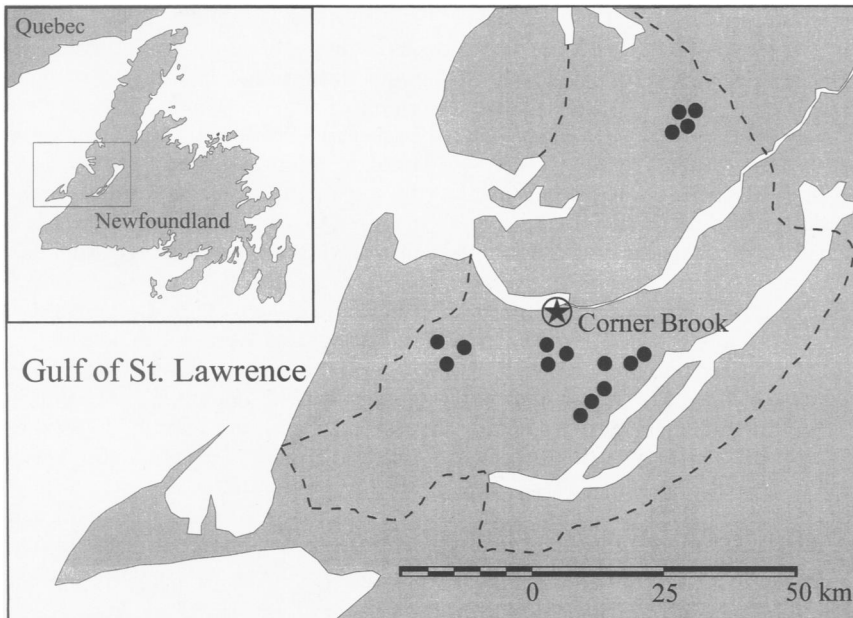 Quebec
Newfoundland
Corner Brook
Gulf of St. Lawrence
0 25 50 km